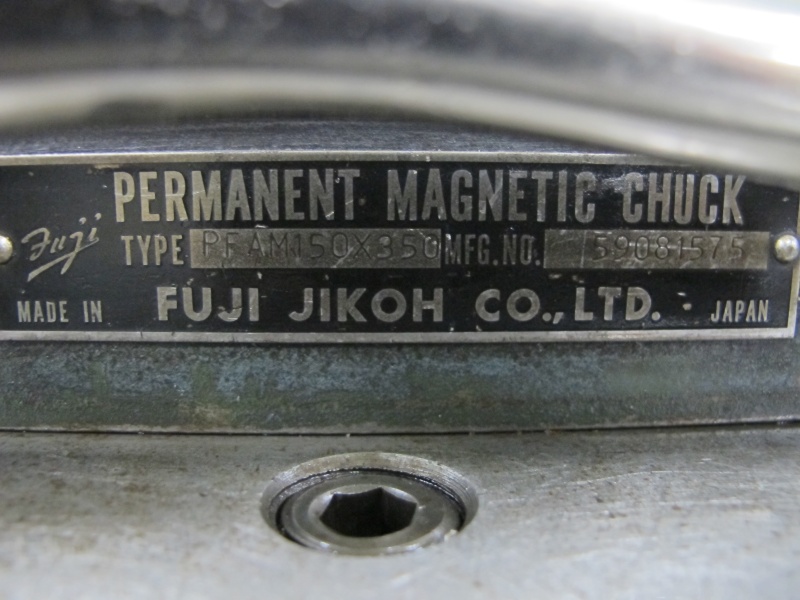 PERMANENT MAGNETIC CHUCK
Fuji
TYPE PFAM150X350 MFG.NO. 59081575
MADE IN FUJI JIKOH CO., LTD. JAPAN